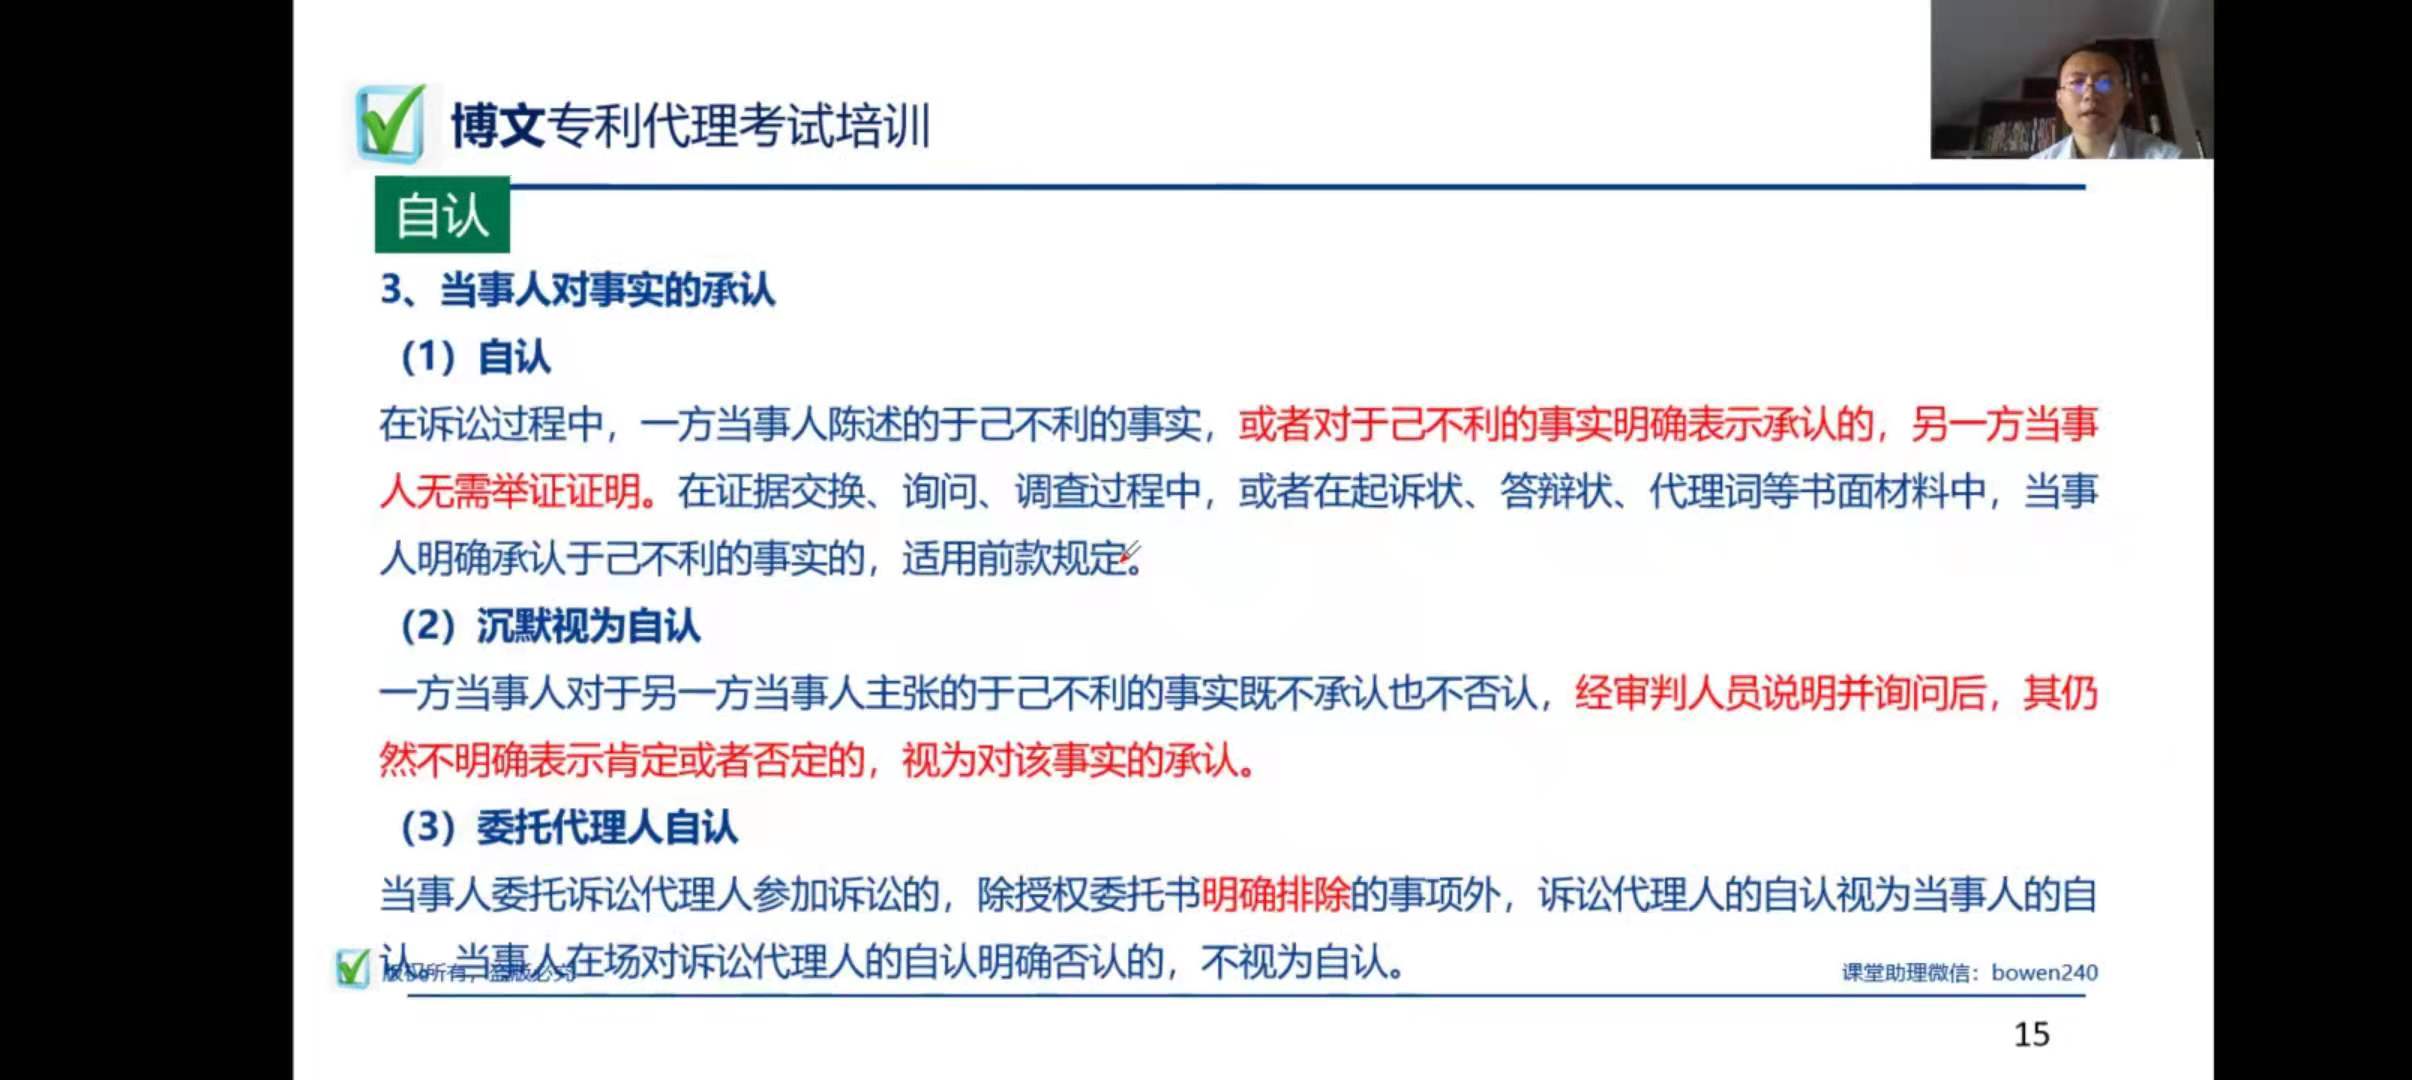 博文专利代理考试培训
自认
3、当事人对事实的承认
（1）自认
在诉讼过程中，一方当事人陈述的于己不利的事实，或者对于己不利的事实明确表示承认的，另一方当事
人无需举证证明。在证据交换、询问、调查过程中，或者在起诉状、答辩状、代理词等书面材料中，当事
人明确承认于己不利的事实的，适用前款规定。
（2）沉默视为自认
一方当事人对于另一方当事人主张的于己不利的事实既不承认也不否认，经审判人员说明并询问后，其仍
然不明确表示肯定或者否定的，视为对该事实的承认。
（3）委托代理人自认
当事人委托诉讼代理人参加诉讼的，除授权委托书明确排除的事项外，诉讼代理人的自认视为当事人的自
认。当事人在场对诉讼代理人的自认明确否认的，不视为自认。
版权所有，盗版必究
课堂助理微信：bowen240
15